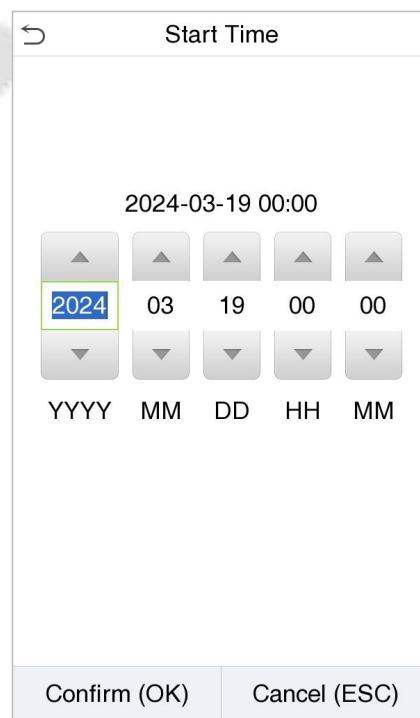 Start Time
2024-03-19 00:00
2024 03 19 00 00
YYYY MM DD HH MM
Confirm (OK) Cancel (ESC)